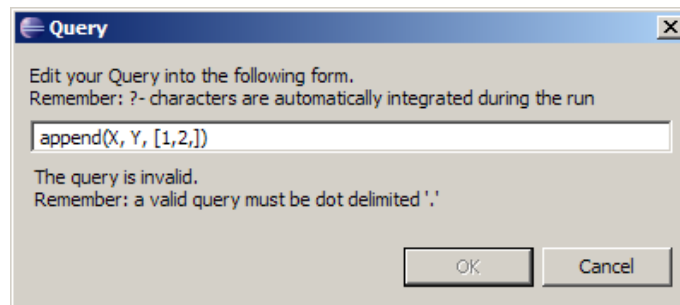 Query
Edit your Query into the following form.
Remember: ?- characters are automatically integrated during the run
append(X, Y, [1,2,])
The query is invalid.
Remember: a valid query must be dot delimited '.'
OK
Cancel